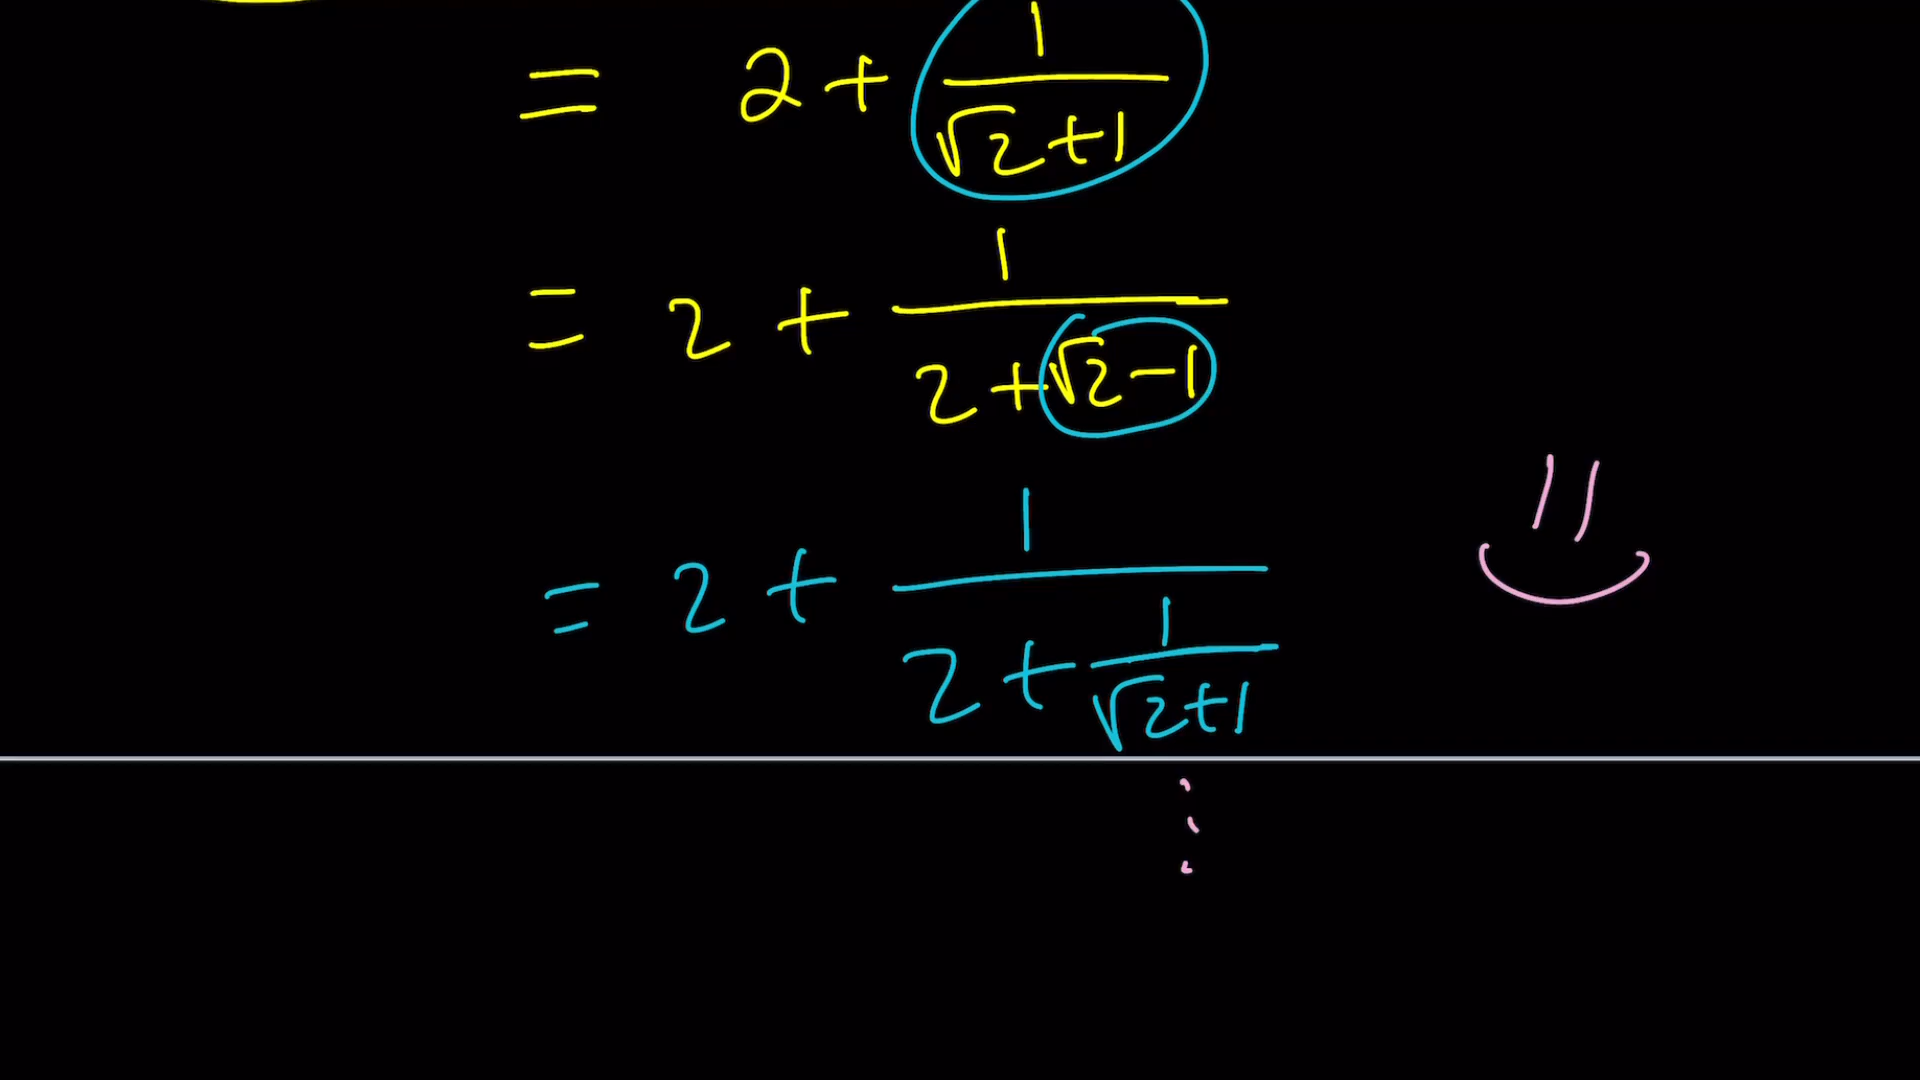 = 2 + 1/(√2+1)
= 2 + 1/(2+√2−1)
= 2 + 1/(2+1/(√2+1))
⋮